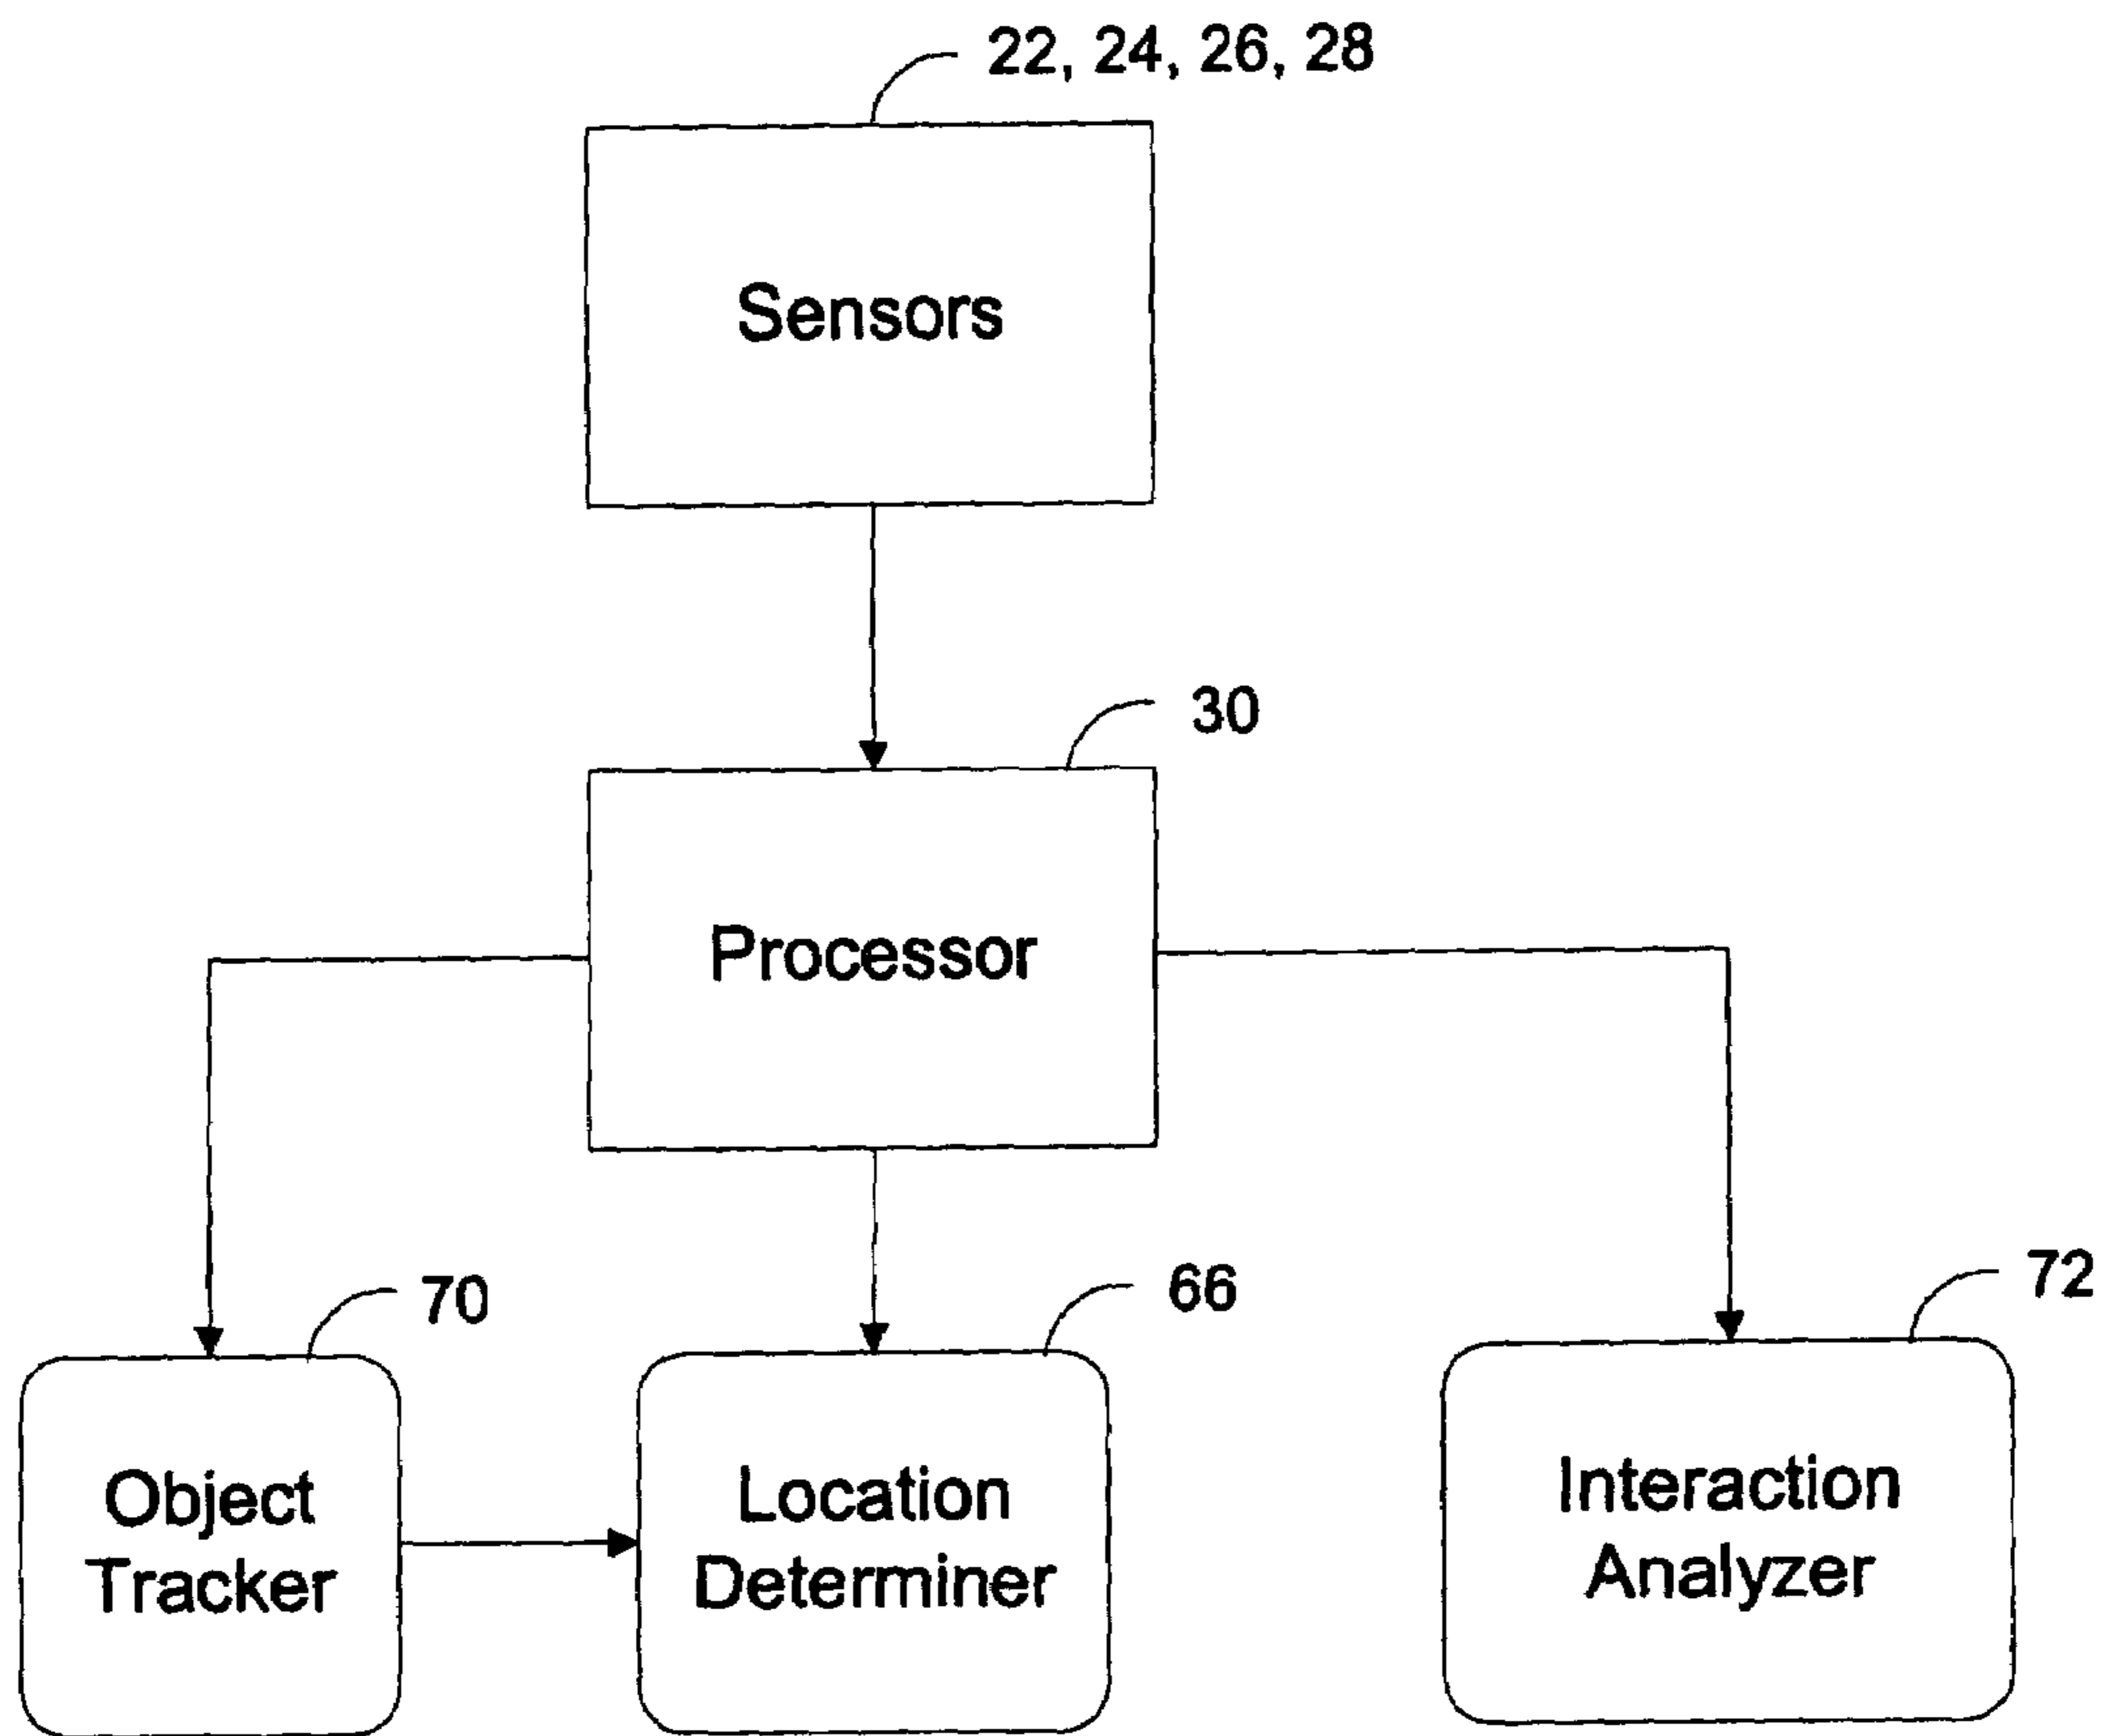 22, 24, 26, 28
Sensors
30
Processor
70
66
72
Object
Tracker
Location
Determiner
Interaction
Analyzer